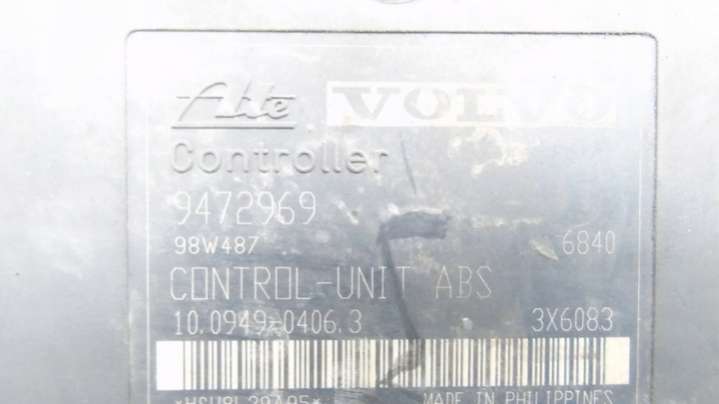 Ate VOLVO
Controller
9472969
98W487 6840
CONTROL-UNIT ABS
10.0949-0406.3 3X6083
MADE IN PHILIPPINES